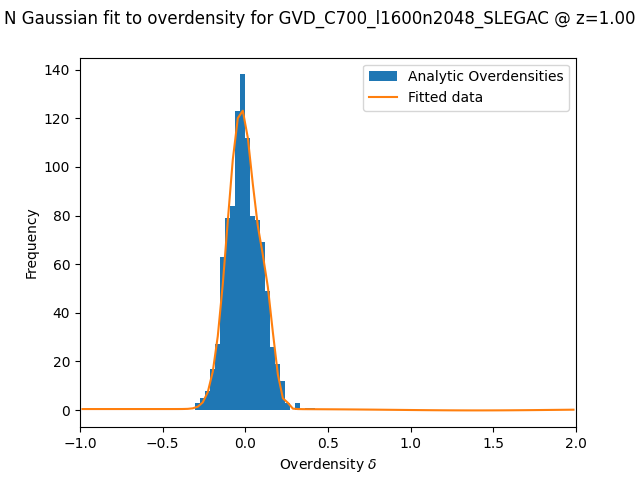 N Gaussian fit to overdensity for GVD_C700_l1600n2048_SLEGAC @ z=1.00
Analytic Overdensities
Fitted data
140
120
100
80
60
40
20
0
Frequency
−1.0 −0.5 0.0 0.5 1.0 1.5 2.0
Overdensity δ